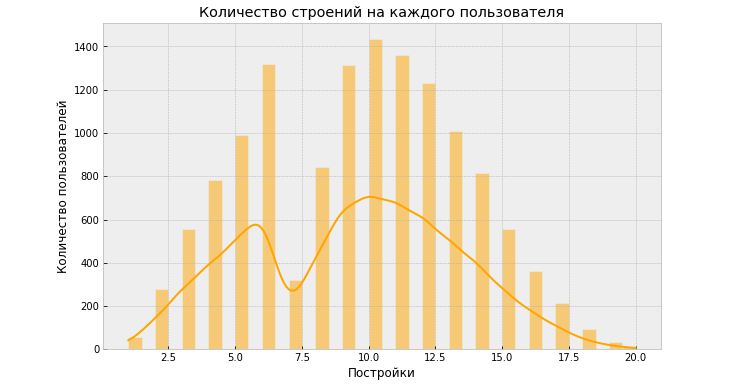 Количество строений на каждого пользователя
Количество пользователей
1400
1200
1000
800
600
400
200
0
2.5 5.0 7.5 10.0 12.5 15.0 17.5 20.0
Постройки